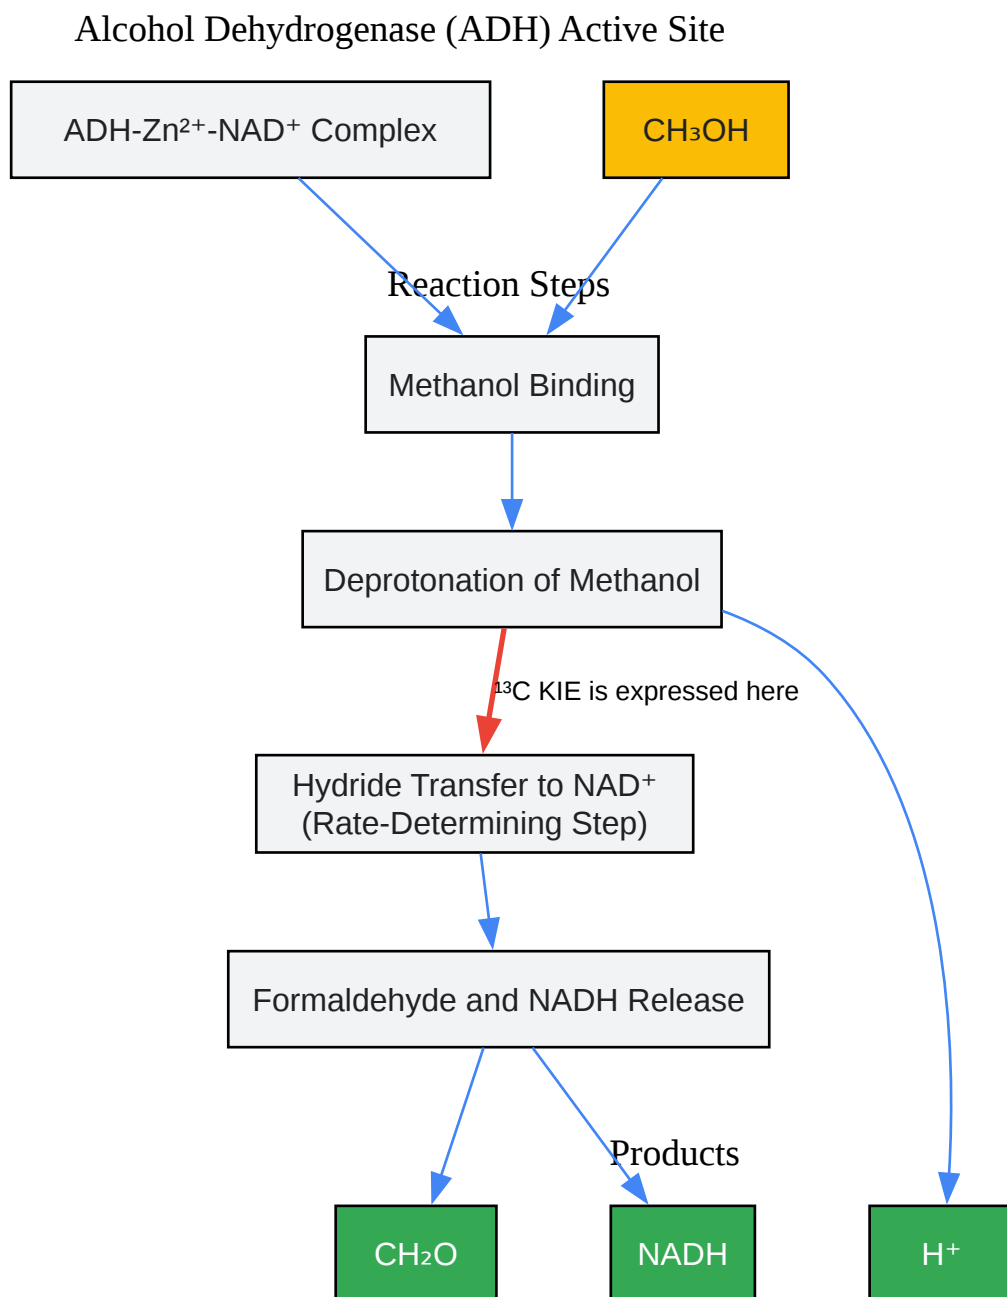 Alcohol Dehydrogenase (ADH) Active Site
ADH-Zn²⁺-NAD⁺ Complex
CH₃OH
Reaction Steps
Methanol Binding
Deprotonation of Methanol
¹³C KIE is expressed here
Hydride Transfer to NAD⁺
(Rate-Determining Step)
Formaldehyde and NADH Release
Products
CH₂O
NADH
H⁺